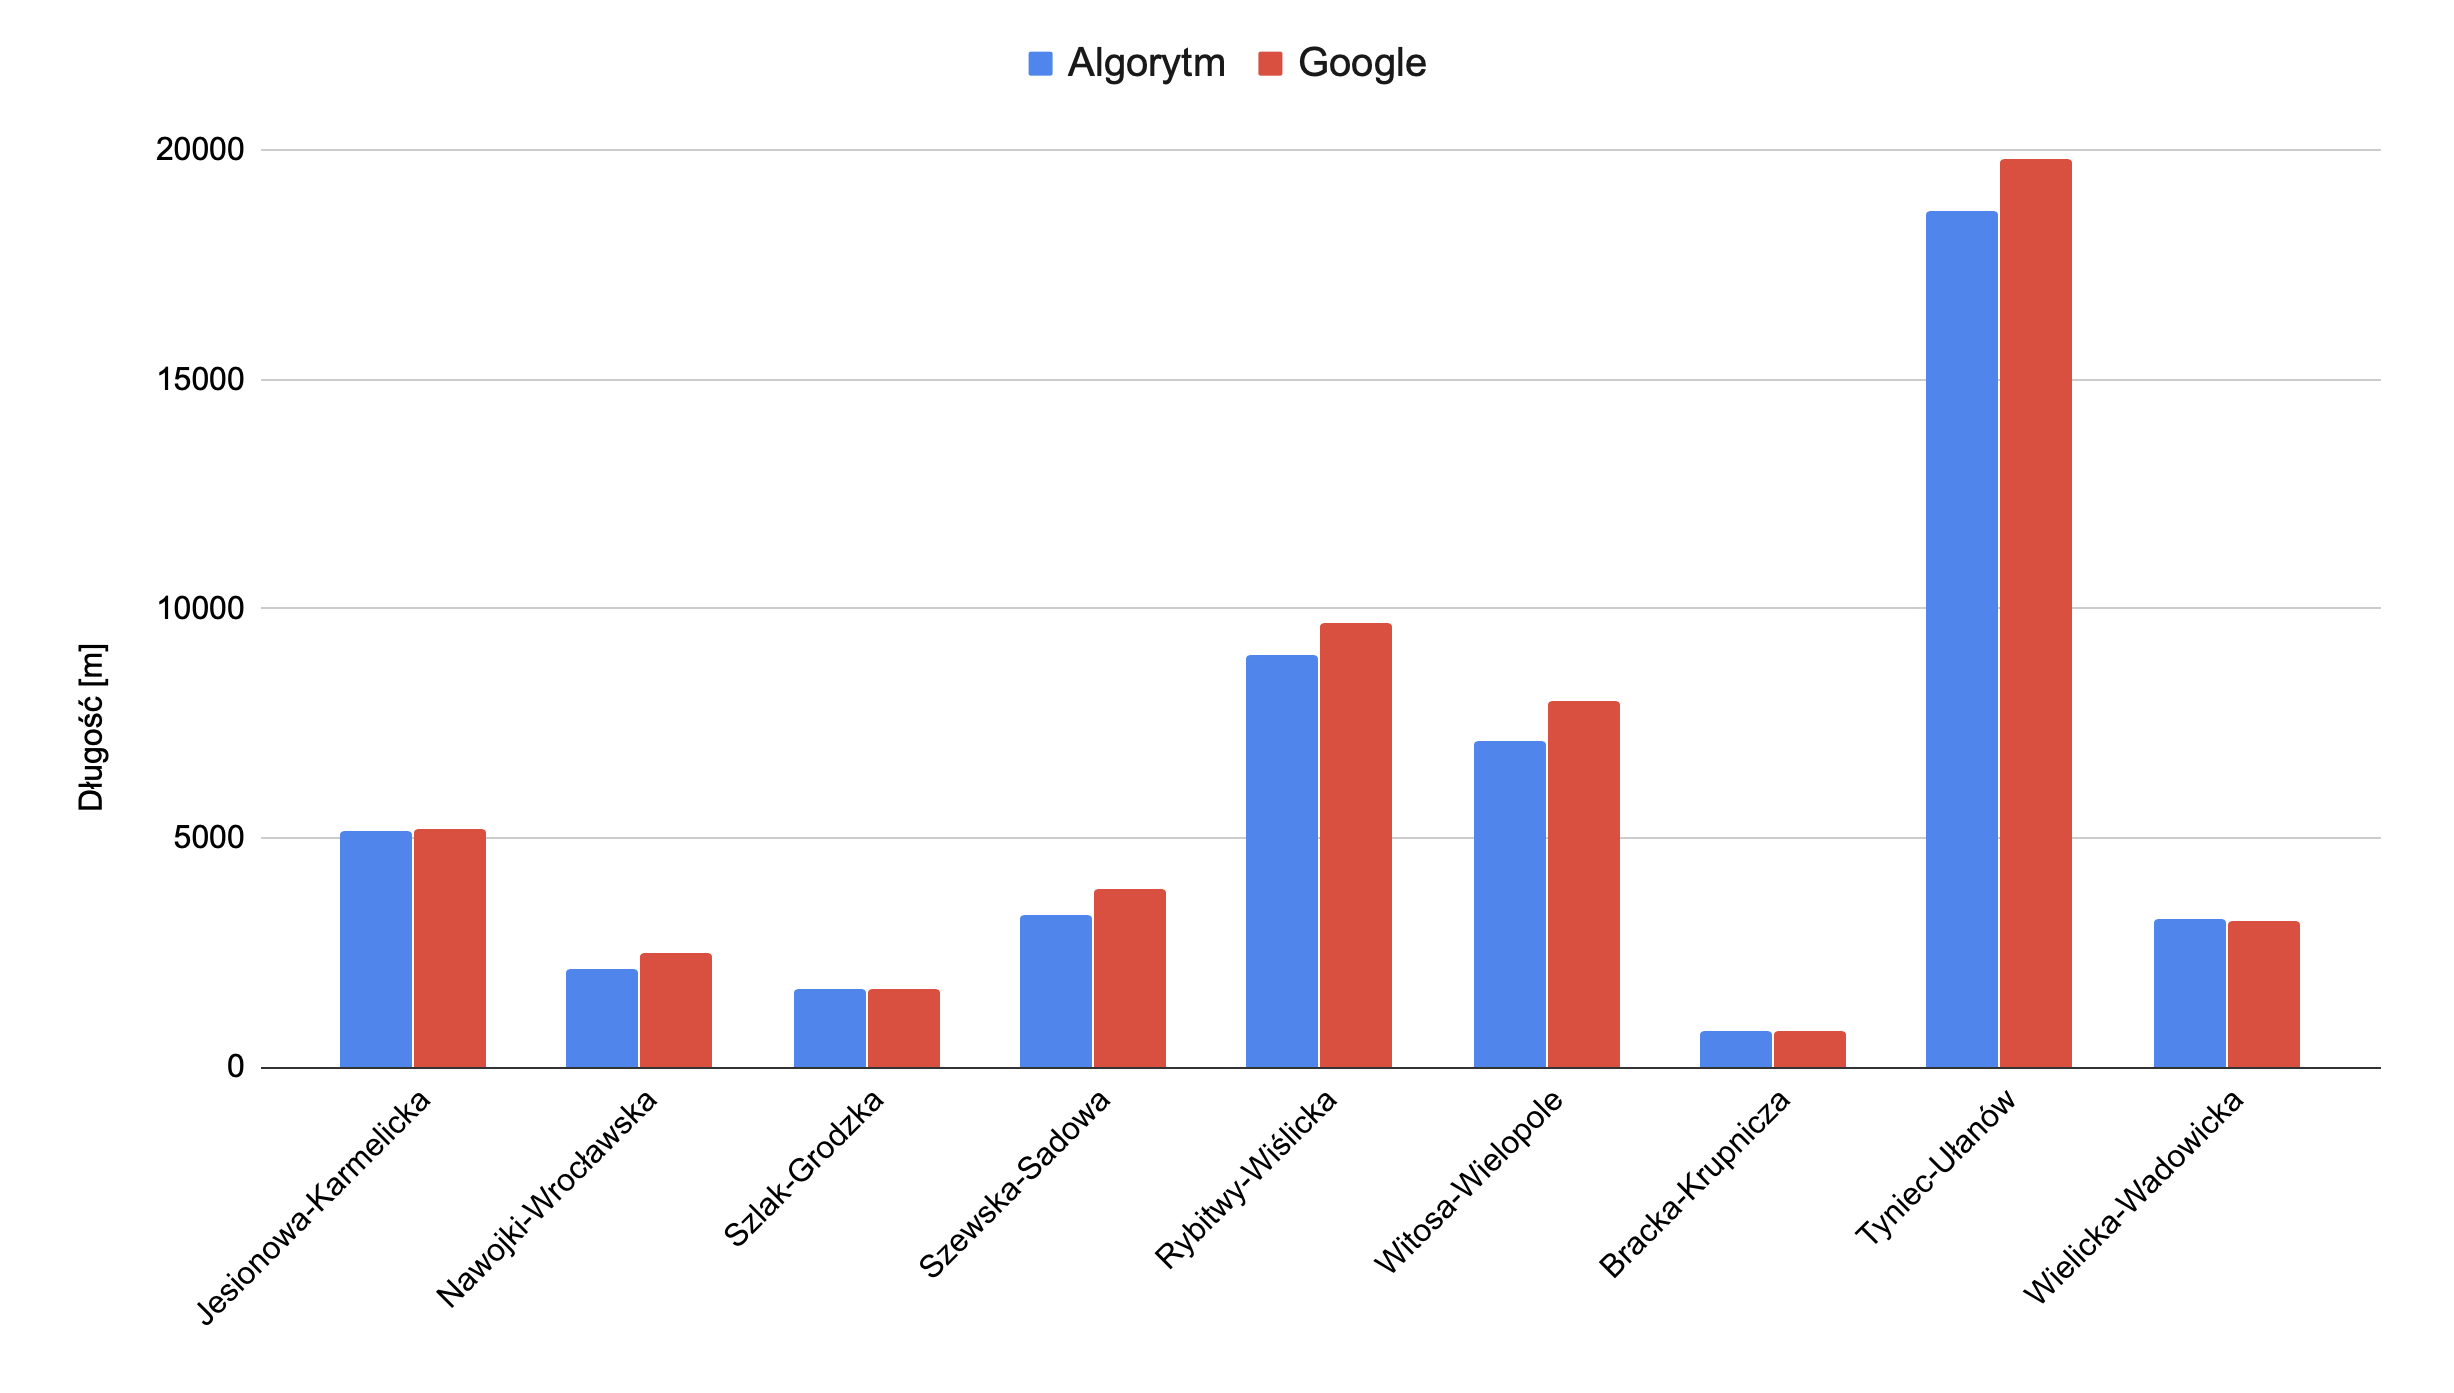 Algorytm Google
20000
15000
10000
5000
0
Długość [m]
Jesionowa-Karmelicka
Nawojki-Wrocławska
Szlak-Grodzka
Szewska-Sadowa
Rybitwy-Wiślicka
Witosa-Wielopole
Bracka-Krupnicza
Tyniec-Ułanów
Wielicka-Wadowicka